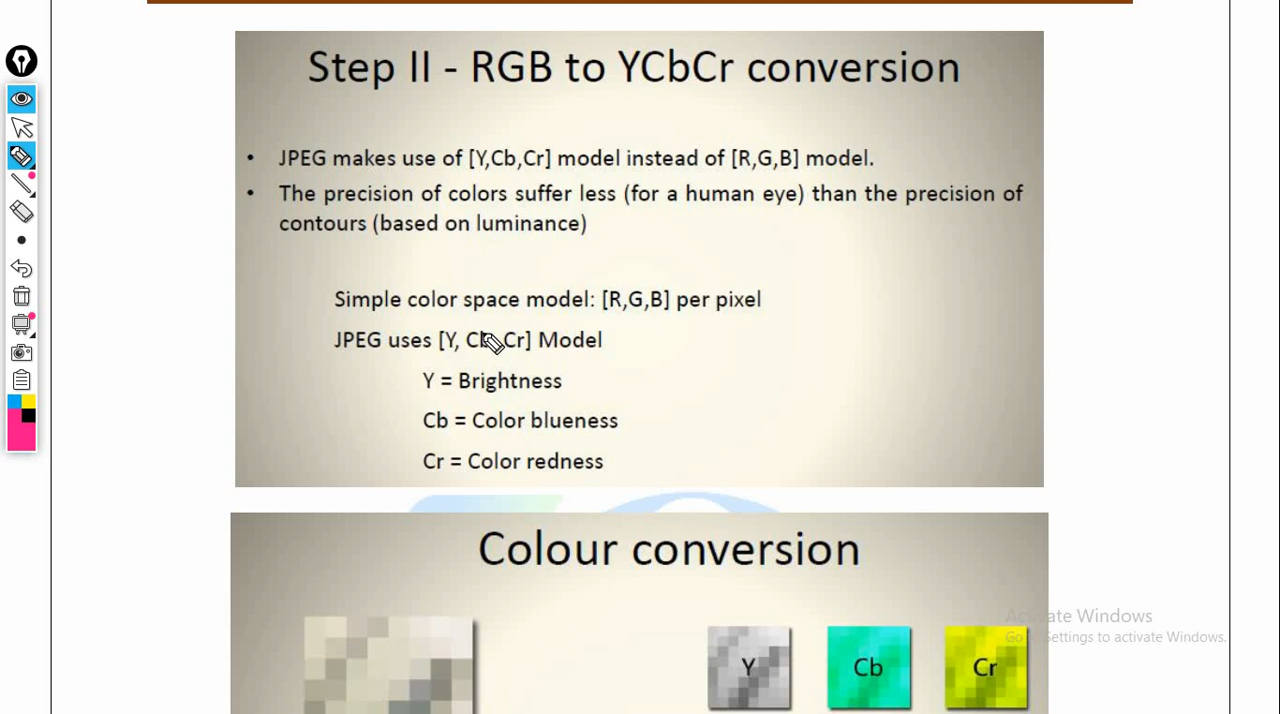 Step II - RGB to YCbCr conversion
• JPEG makes use of [Y,Cb,Cr] model instead of [R,G,B] model.
• The precision of colors suffer less (for a human eye) than the precision of
contours (based on luminance)
Simple color space model: [R,G,B] per pixel
JPEG uses [Y, Cb,Cr] Model
Y = Brightness
Cb = Color blueness
Cr = Color redness
Colour conversion
Y Cb Cr
Activate Windows
Go to Settings to activate Windows.